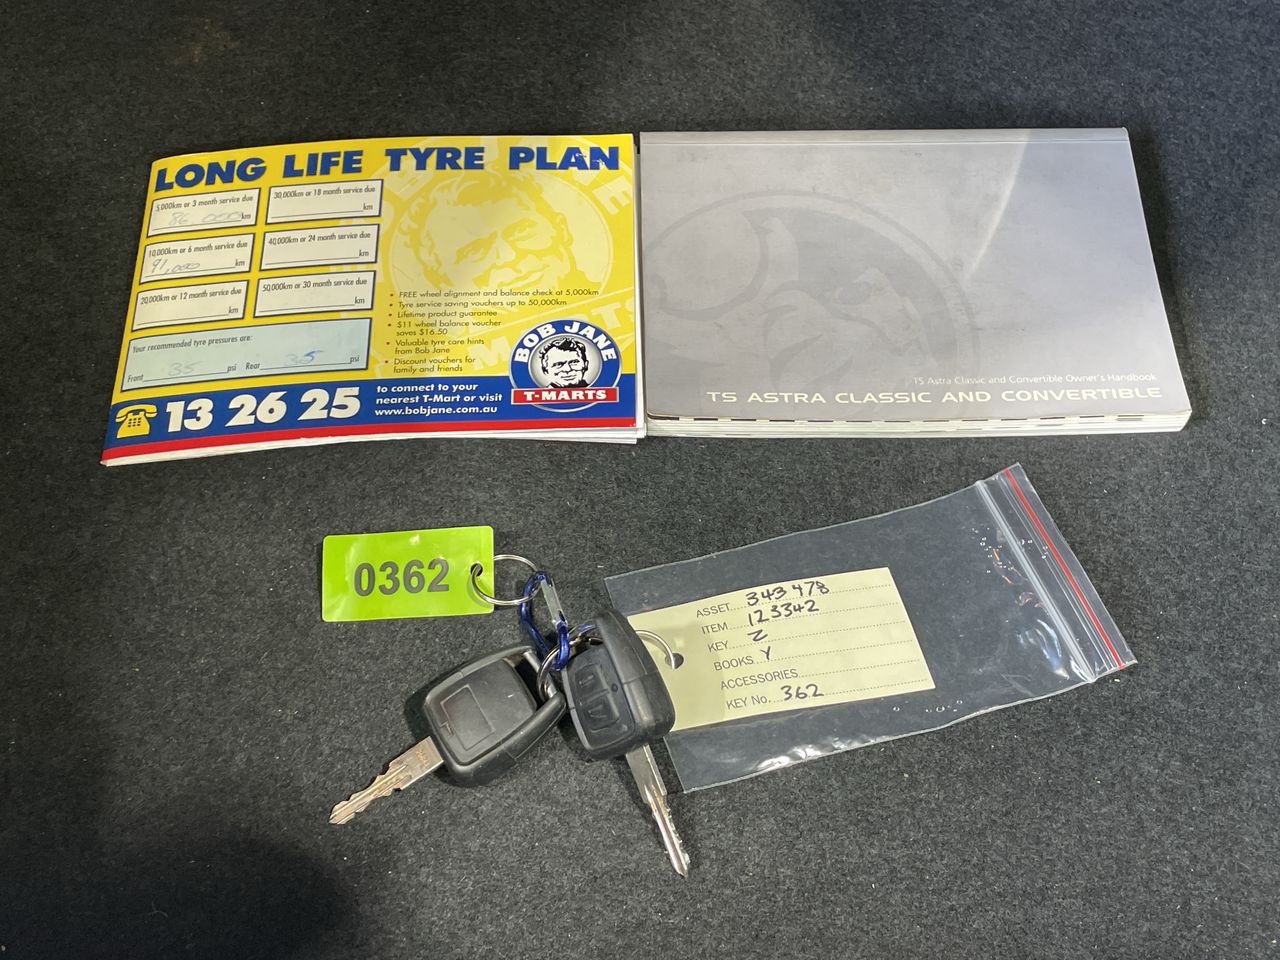 LONG LIFE TYRE PLAN
5,000km or 3 month service due
86,000 km
30,000km or 18 month service due
km
10,000km or 6 month service due
91,000 km
40,000km or 24 month service due
km
20,000km or 12 month service due
km
50,000km or 30 month service due
km
Your recommended tyre pressures are:
Front 35 psi Rear 35 psi
• FREE wheel alignment and balance check at 5,000km
• Tyre service saving vouchers up to 50,000km
• Lifetime product guarantee
• $11 wheel balance voucher
saves $16.50
• Valuable tyre care hints
from Bob Jane
• Discount vouchers for
family and friends
BOB JANE
T-MARTS
13 26 25
to connect to your
nearest T-Mart or visit
www.bobjane.com.au
TS Astra Classic and Convertible Owner's Handbook
TS ASTRA CLASSIC AND CONVERTIBLE
0362
ASSET 343478
ITEM 123342
KEY 2
BOOKS Y
ACCESSORIES
KEY No. 362